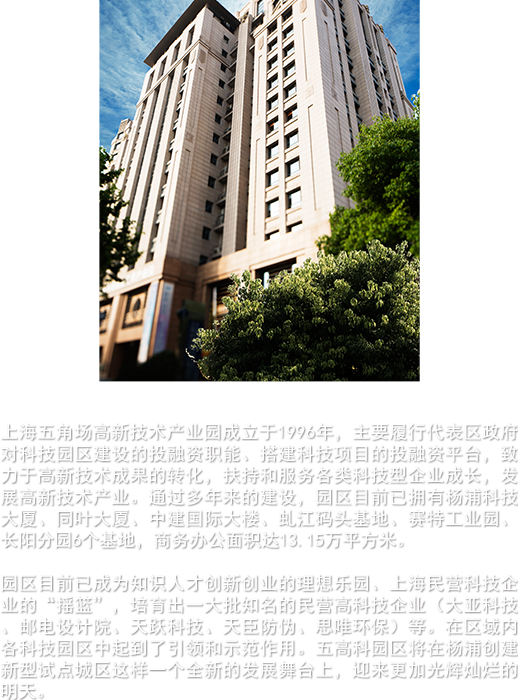 上海五角场高新技术产业园成立于1996年，主要履行代表区政府
对科技园区建设的投融资职能、搭建科技项目的投融资平台，致
力于高新技术成果的转化，扶持和服务各类科技型企业成长，发
展高新技术产业。通过多年来的建设，园区目前已拥有杨浦科技
大厦、同叶大厦、中建国际大楼、虬江码头基地、赛特工业园、
长阳分园6个基地，商务办公面积达13.15万平方米。
园区目前已成为知识人才创新创业的理想乐园、上海民营科技企
业的“摇篮”，培育出一大批知名的民营高科技企业（大亚科技
、邮电设计院、天跃科技、天臣防伪、思唯环保）等。在区域内
各科技园区中起到了引领和示范作用。五高科园区将在杨浦创建
新型试点城区这样一个全新的发展舞台上，迎来更加光辉灿烂的
明天。